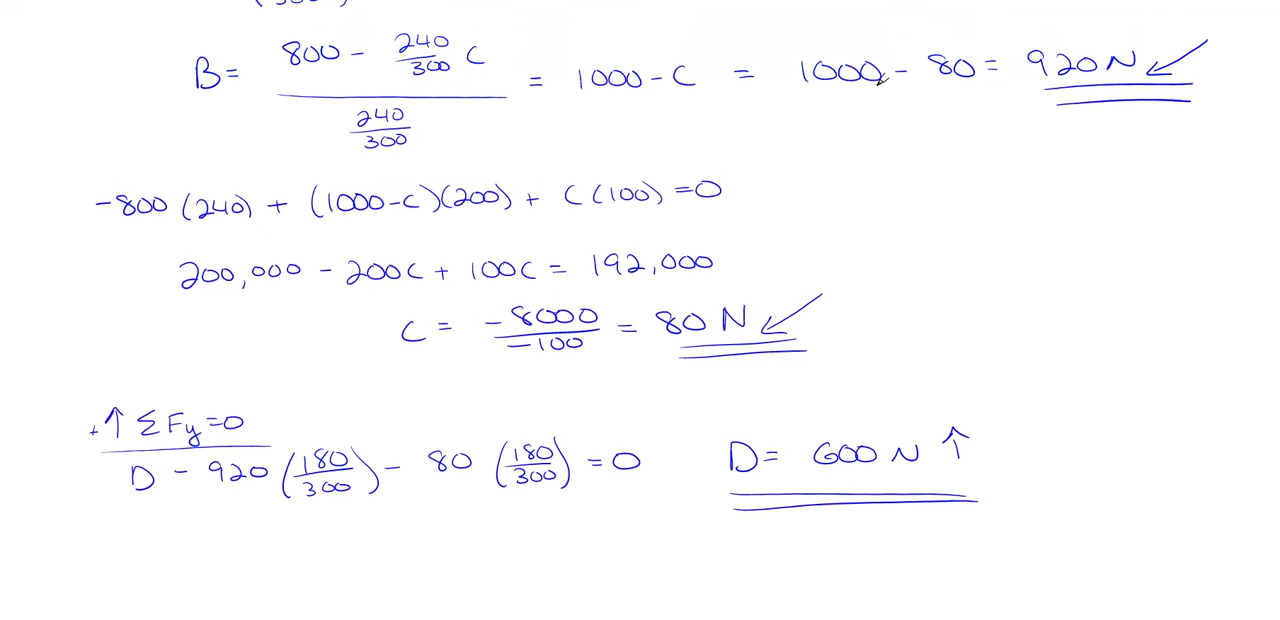 (300)
B = (800 - 240/300 C) / (240/300) = 1000 - C = 1000 - 80 = 920 N ↙
-800 (240) + (1000 - C)(200) + C (100) = 0
200,000 - 200C + 100C = 192,000
C = -8000/-100 = 80 N ↙
+↑ ΣFy = 0
D - 920 (180/300) - 80 (180/300) = 0 D = 600 N ↑